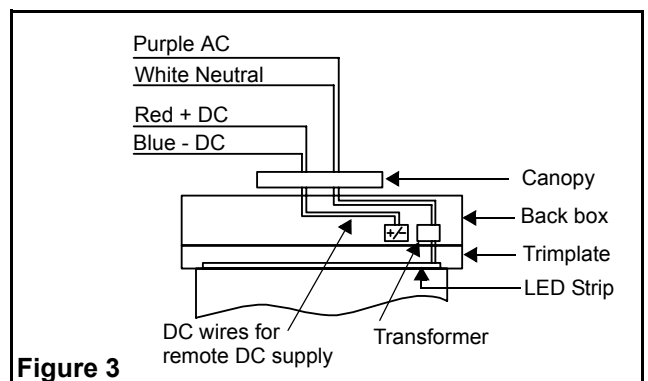 Purple AC
White Neutral
Red + DC
Blue - DC
Canopy
Back box
+/-
Trimplate
LED Strip
DC wires for
remote DC supply
Transformer
Figure 3